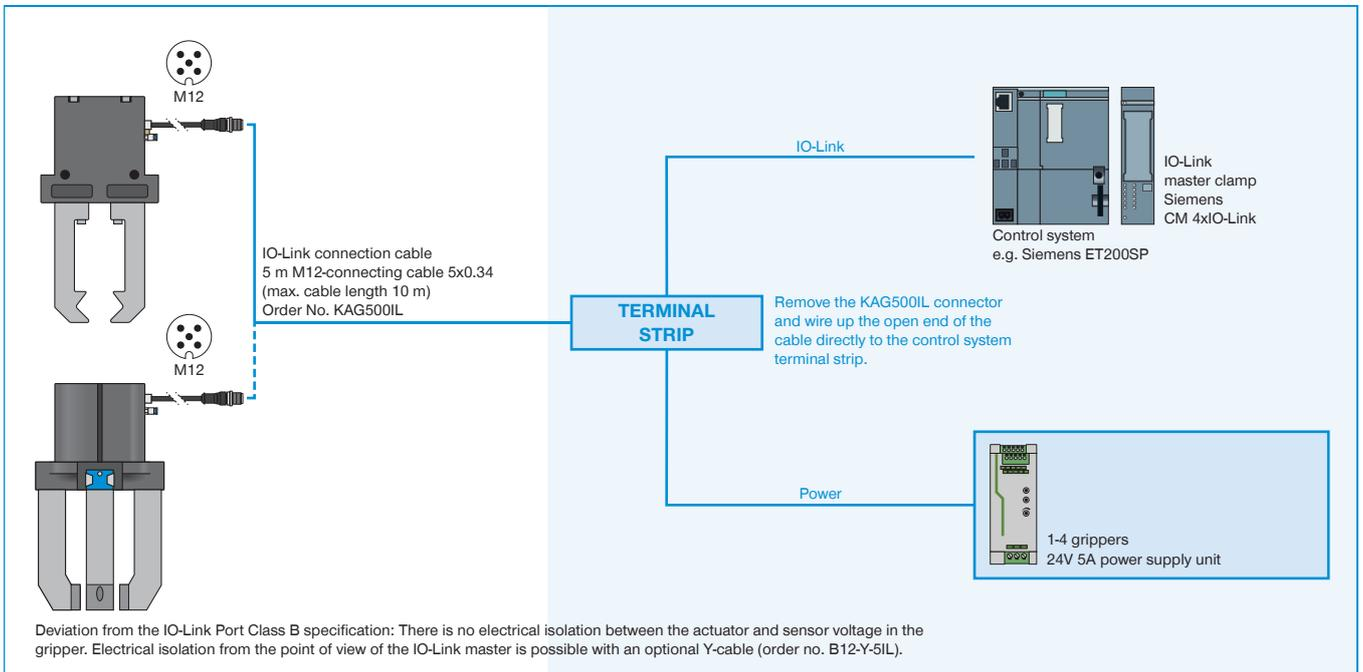 M12
IO-Link connection cable
5 m M12-connecting cable 5x0.34
(max. cable length 10 m)
Order No. KAG500IL
M12
TERMINAL
STRIP
Remove the KAG500IL connector
and wire up the open end of the
cable directly to the control system
terminal strip.
IO-Link
IO-Link
master clamp
Siemens
CM 4xIO-Link
Control system
e.g. Siemens ET200SP
Power
1-4 grippers
24V 5A power supply unit
Deviation from the IO-Link Port Class B specification: There is no electrical isolation between the actuator and sensor voltage in the
gripper. Electrical isolation from the point of view of the IO-Link master is possible with an optional Y-cable (order no. B12-Y-5IL).